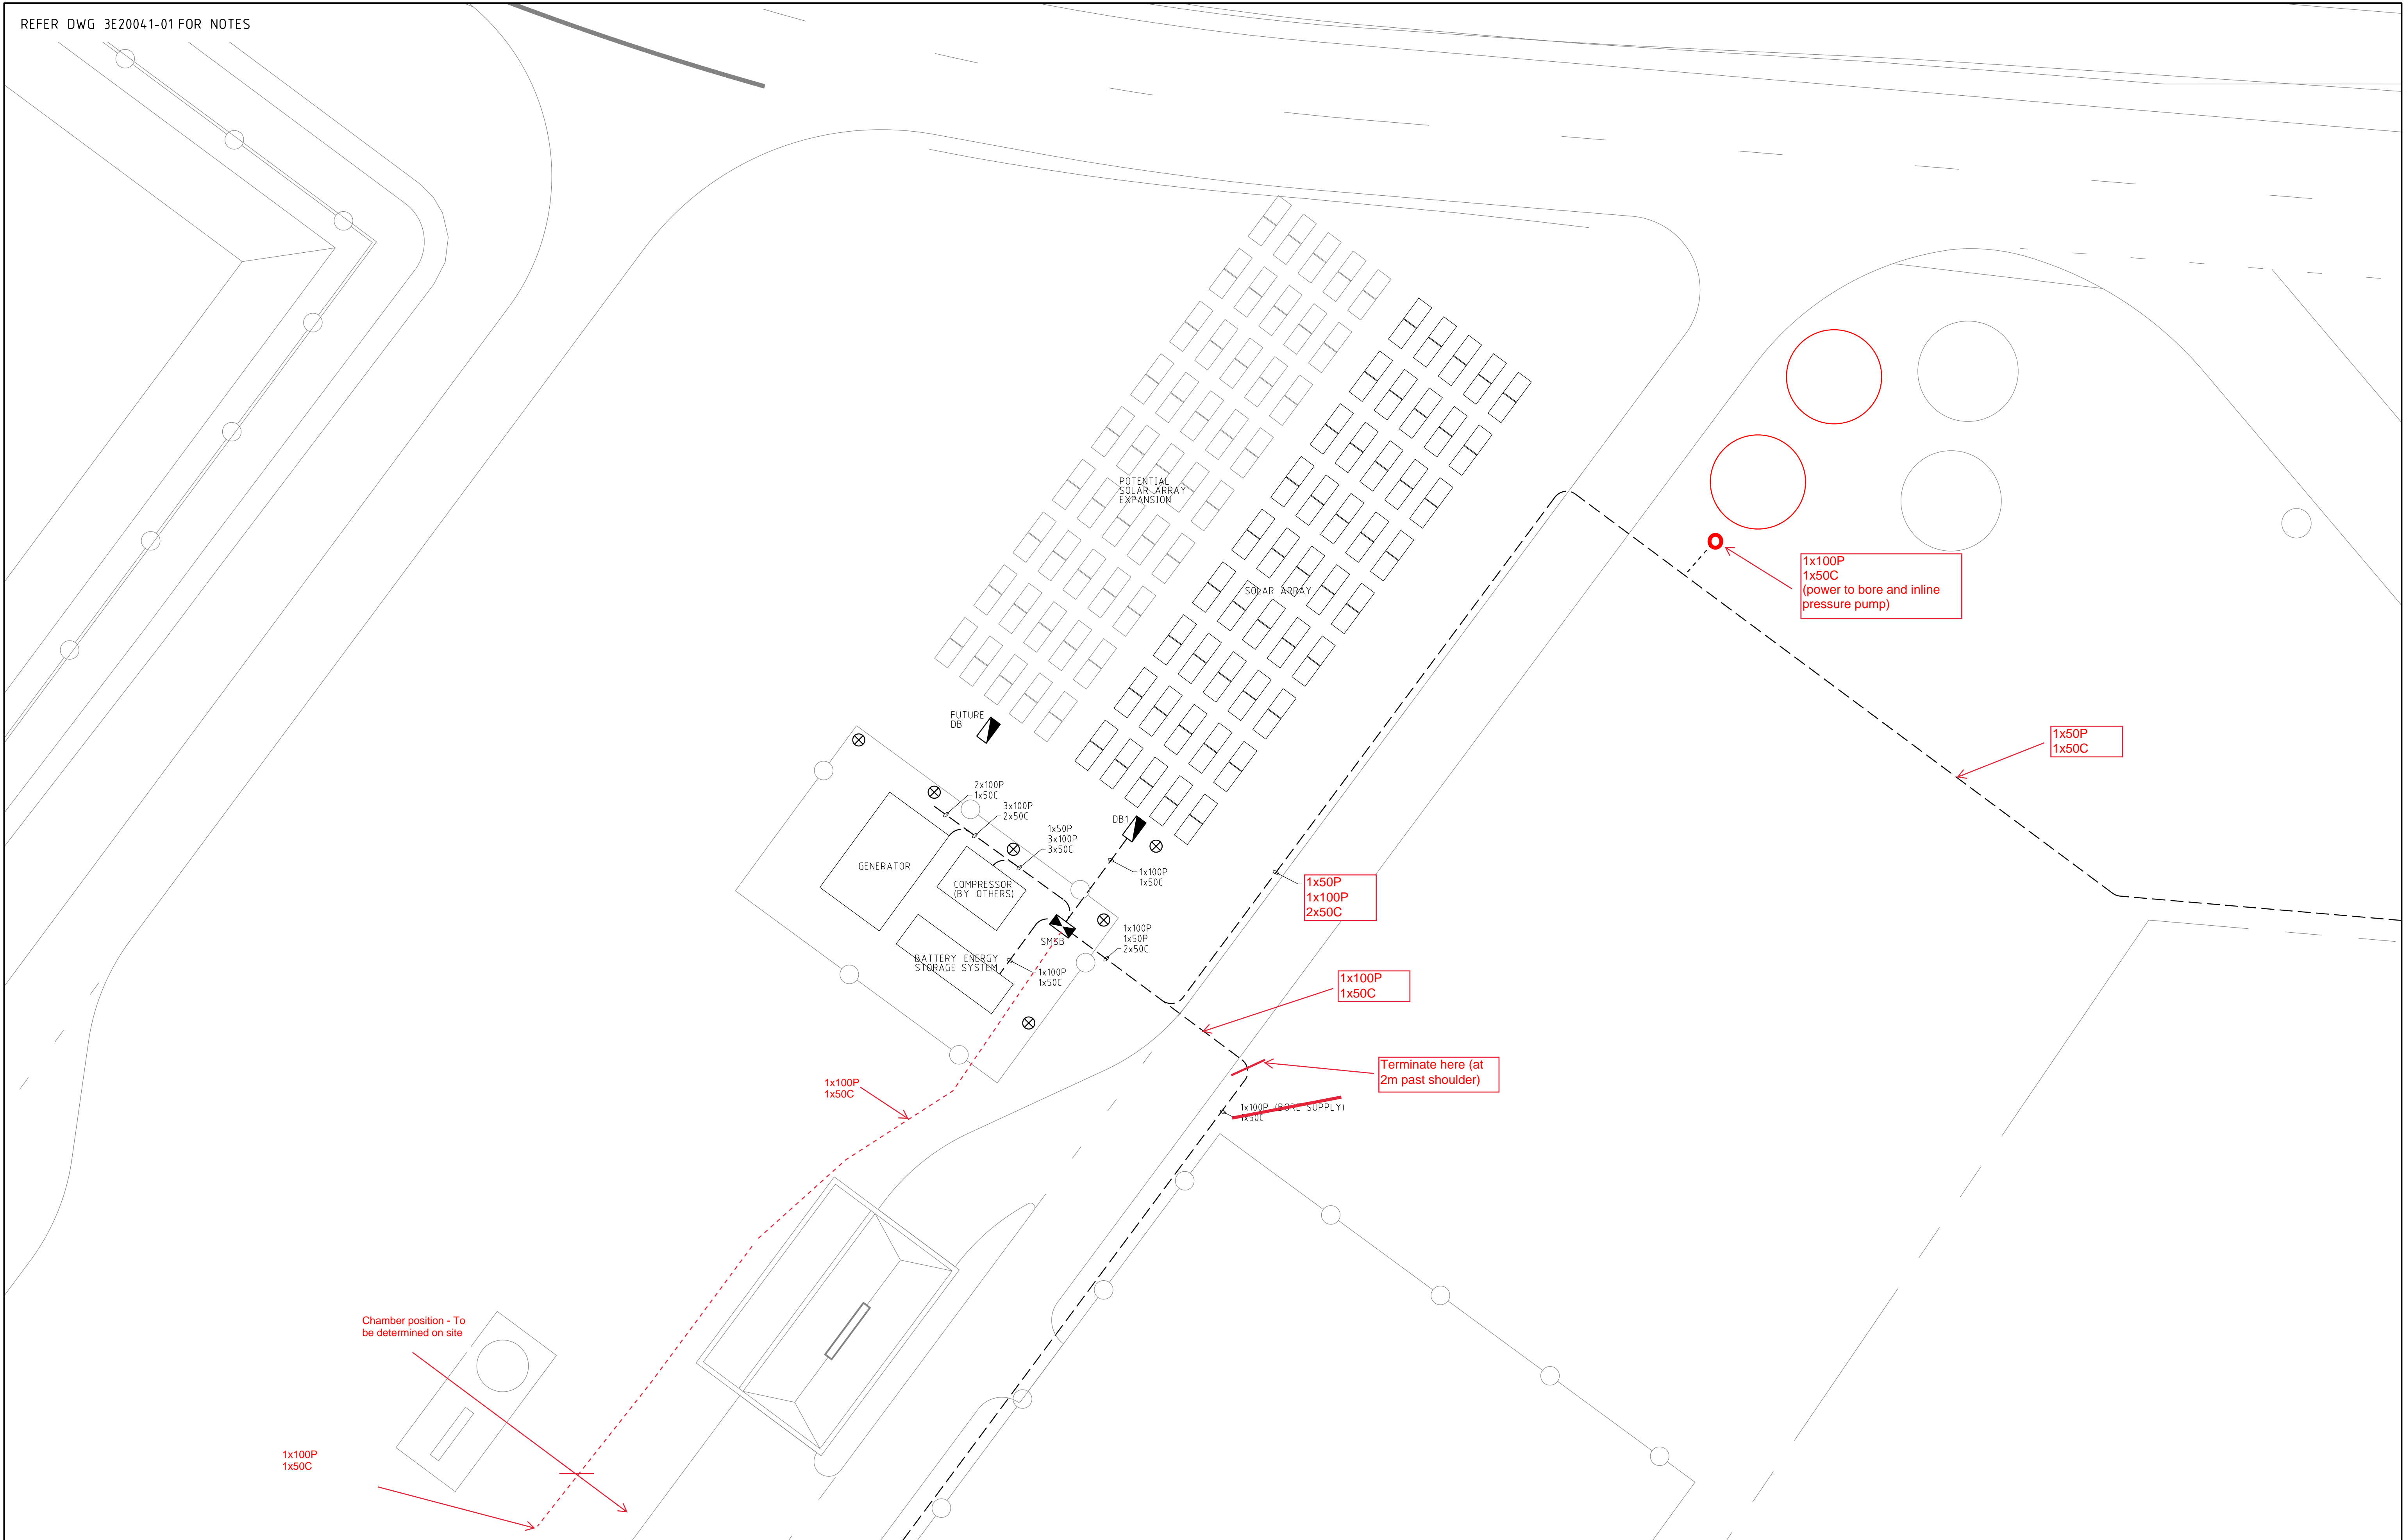 REFER DWG 3E20041-01 FOR NOTES
POTENTIAL
SOLAR ARRAY
EXPANSION
SOLAR ARRAY
1x100P
1x50C
(power to bore and inline
pressure pump)
FUTURE
DB
1x50P
1x50C
2x100P
1x50C
3x100P
2x50C
1x50P
3x100P
3x50C
DB1
GENERATOR
COMPRESSOR
(BY OTHERS)
1x100P
1x50C
1x50P
1x100P
2x50C
SMSB
1x100P
1x50P
2x50C
BATTERY ENERGY
STORAGE SYSTEM
1x100P
1x50C
1x100P
1x50C
Terminate here (at
2m past shoulder)
1x100P
1x50C
1x100P (BORE SUPPLY)
1x50C
Chamber position - To
be determined on site
1x100P
1x50C